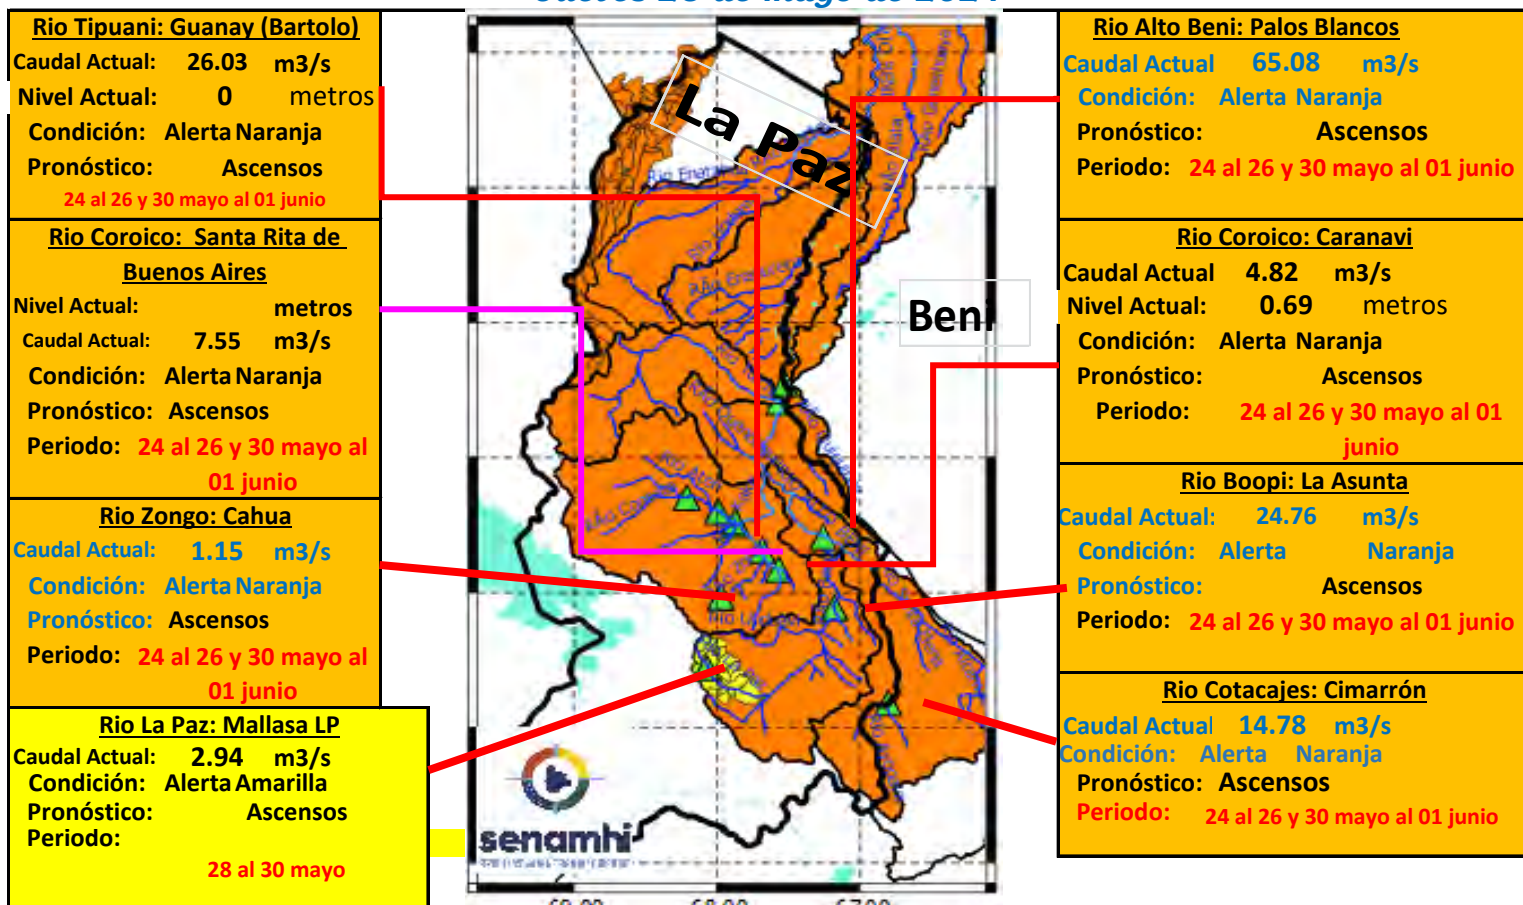 Rio Tipuani: Guanay (Bartolo)
Caudal Actual: 26.03 m3/s
Nivel Actual: 0 metros
Condición: Alerta Naranja
Pronóstico: Ascensos
24 al 26 y 30 mayo al 01 junio
Rio Coroico: Santa Rita de
Buenos Aires
Nivel Actual: metros
Caudal Actual: 7.55 m3/s
Condición: Alerta Naranja
Pronóstico: Ascensos
Periodo: 24 al 26 y 30 mayo al
01 junio
Rio Zongo: Cahua
Caudal Actual: 1.15 m3/s
Condición: Alerta Naranja
Pronóstico: Ascensos
Periodo: 24 al 26 y 30 mayo al
01 junio
Rio La Paz: Mallasa LP
Caudal Actual: 2.94 m3/s
Condición: Alerta Amarilla
Pronóstico: Ascensos
Periodo:
28 al 30 mayo
La Paz
Beni
senamhi
Rio Alto Beni: Palos Blancos
Caudal Actual 65.08 m3/s
Condición: Alerta Naranja
Pronóstico: Ascensos
Periodo: 24 al 26 y 30 mayo al 01 junio
Rio Coroico: Caranavi
Caudal Actual 4.82 m3/s
Nivel Actual: 0.69 metros
Condición: Alerta Naranja
Pronóstico: Ascensos
Periodo: 24 al 26 y 30 mayo al 01
junio
Rio Boopi: La Asunta
Caudal Actual: 24.76 m3/s
Condición: Alerta Naranja
Pronóstico: Ascensos
Periodo: 24 al 26 y 30 mayo al 01 junio
Rio Cotacajes: Cimarrón
Caudal Actual 14.78 m3/s
Condición: Alerta Naranja
Pronóstico: Ascensos
Periodo: 24 al 26 y 30 mayo al 01 junio